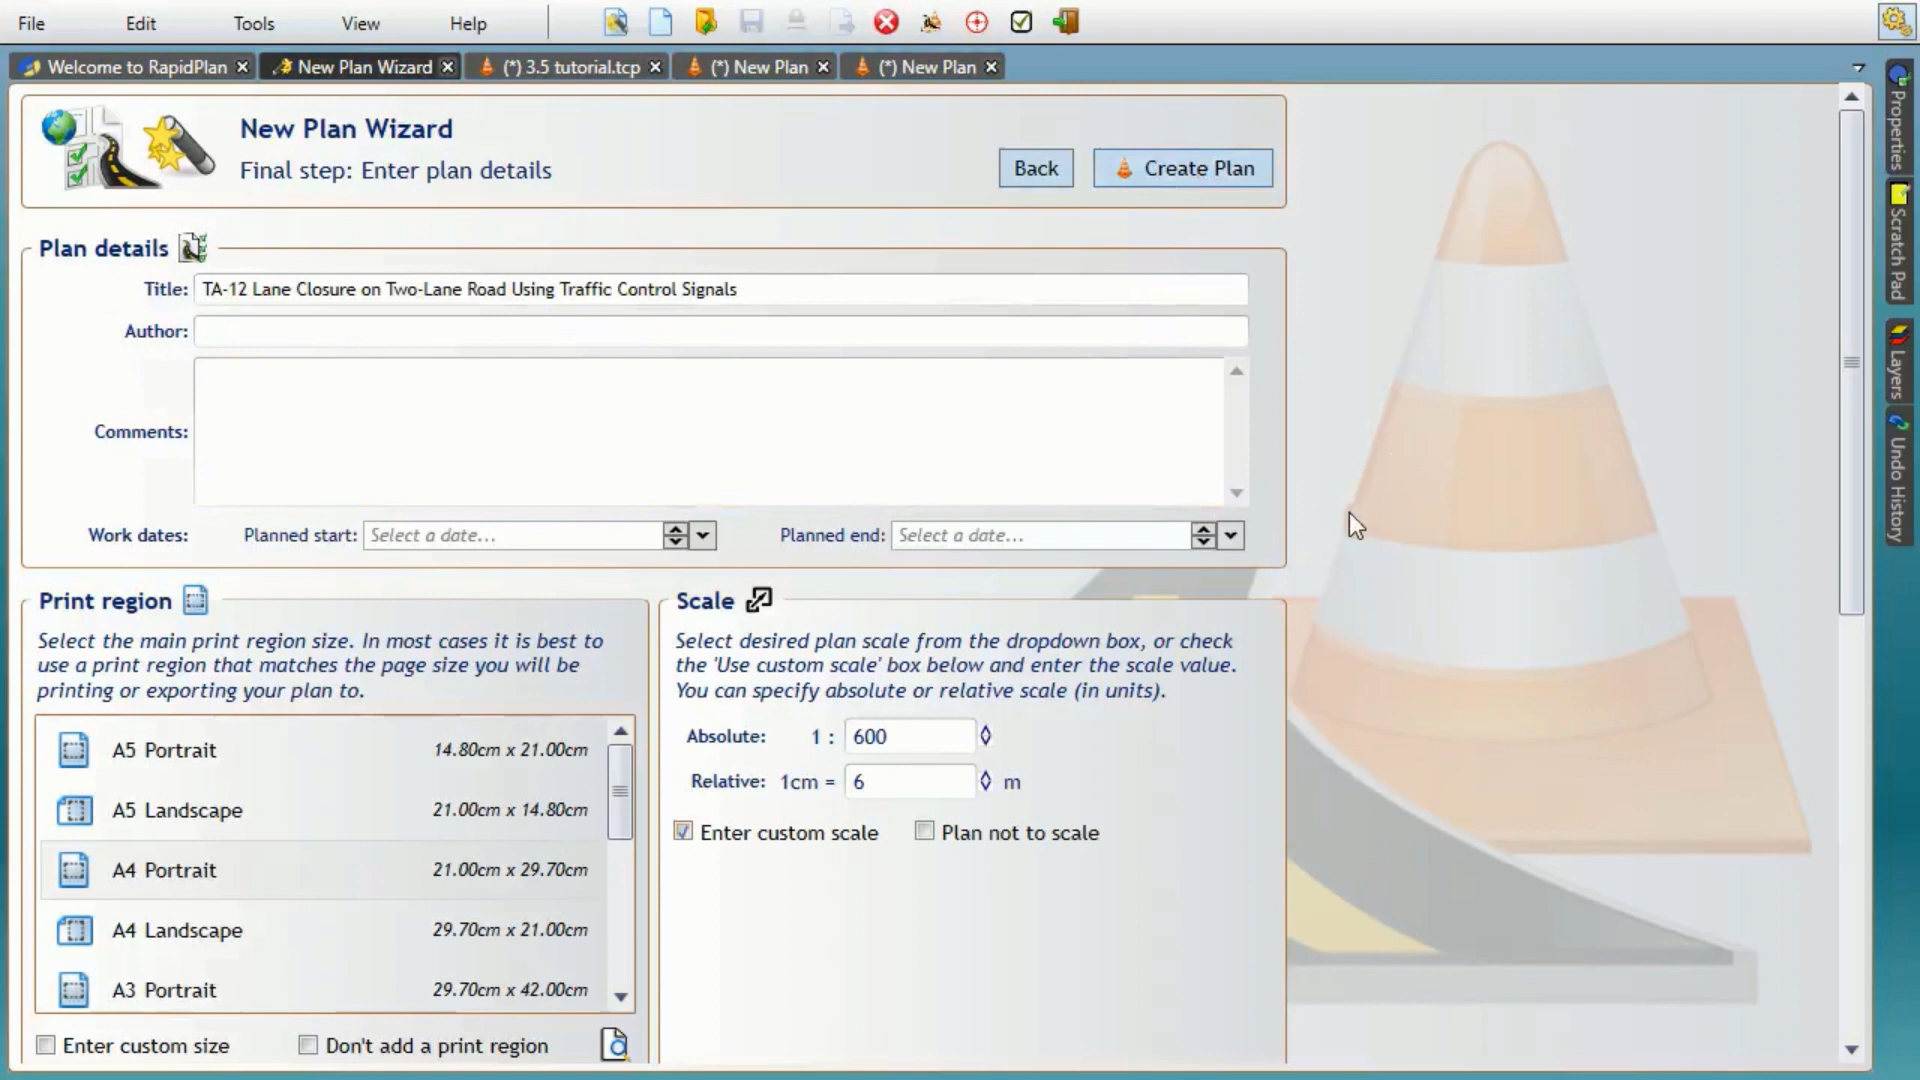 File Edit Tools View Help
Welcome to RapidPlan New Plan Wizard (*) 3.5 tutorial.tcp (*) New Plan (*) New Plan
New Plan Wizard
Final step: Enter plan details
Back Create Plan
Plan details
Title: TA-12 Lane Closure on Two-Lane Road Using Traffic Control Signals
Author:
Comments:
Work dates: Planned start: Select a date... Planned end: Select a date...
Print region
Select the main print region size. In most cases it is best to
use a print region that matches the page size you will be
printing or exporting your plan to.
A5 Portrait 14.80cm x 21.00cm
A5 Landscape 21.00cm x 14.80cm
A4 Portrait 21.00cm x 29.70cm
A4 Landscape 29.70cm x 21.00cm
A3 Portrait 29.70cm x 42.00cm
Enter custom size Don't add a print region
Scale
Select desired plan scale from the dropdown box, or check
the 'Use custom scale' box below and enter the scale value.
You can specify absolute or relative scale (in units).
Absolute: 1 : 600
Relative: 1cm = 6 m
Enter custom scale Plan not to scale
Properties
Scratch Pad
Layers
Undo History